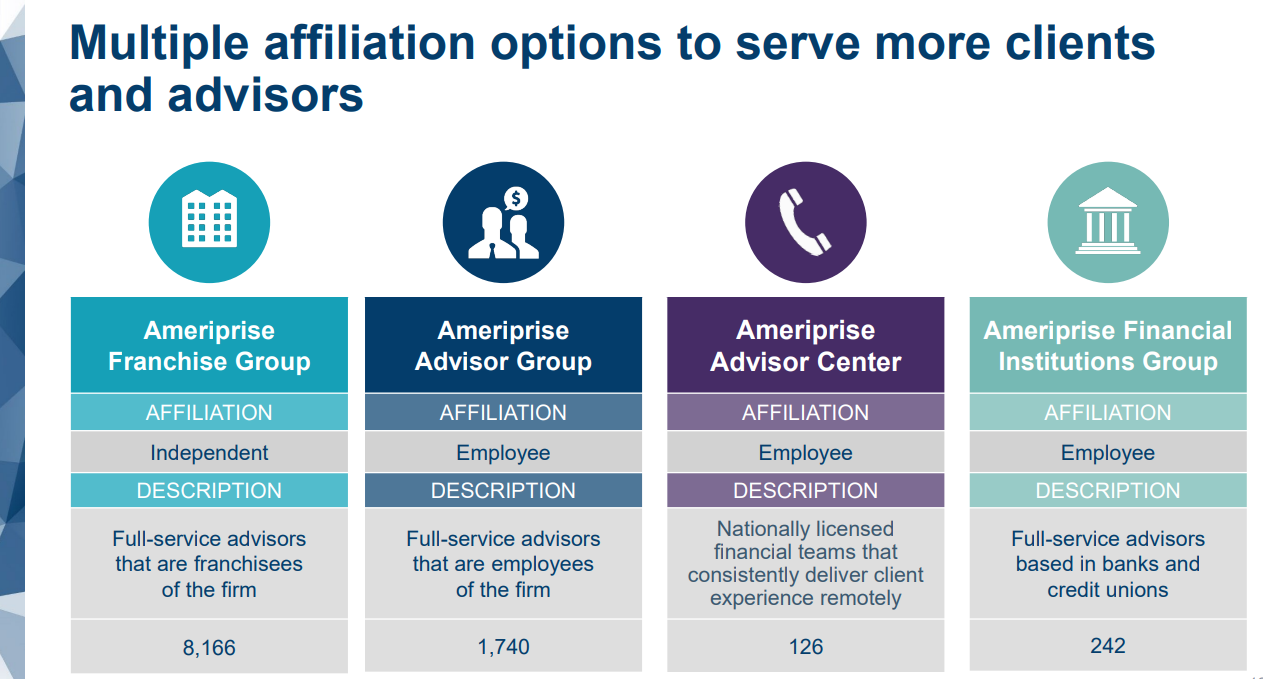 Multiple affiliation options to serve more clients
and advisors
$
Ameriprise
Franchise Group
AFFILIATION
Independent
DESCRIPTION
Full-service advisors
that are franchisees
of the firm
8,166
Ameriprise
Advisor Group
AFFILIATION
Employee
DESCRIPTION
Full-service advisors
that are employees
of the firm
1,740
Ameriprise
Advisor Center
AFFILIATION
Employee
DESCRIPTION
Nationally licensed
financial teams that
consistently deliver client
experience remotely
126
Ameriprise Financial
Institutions Group
AFFILIATION
Employee
DESCRIPTION
Full-service advisors
based in banks and
credit unions
242